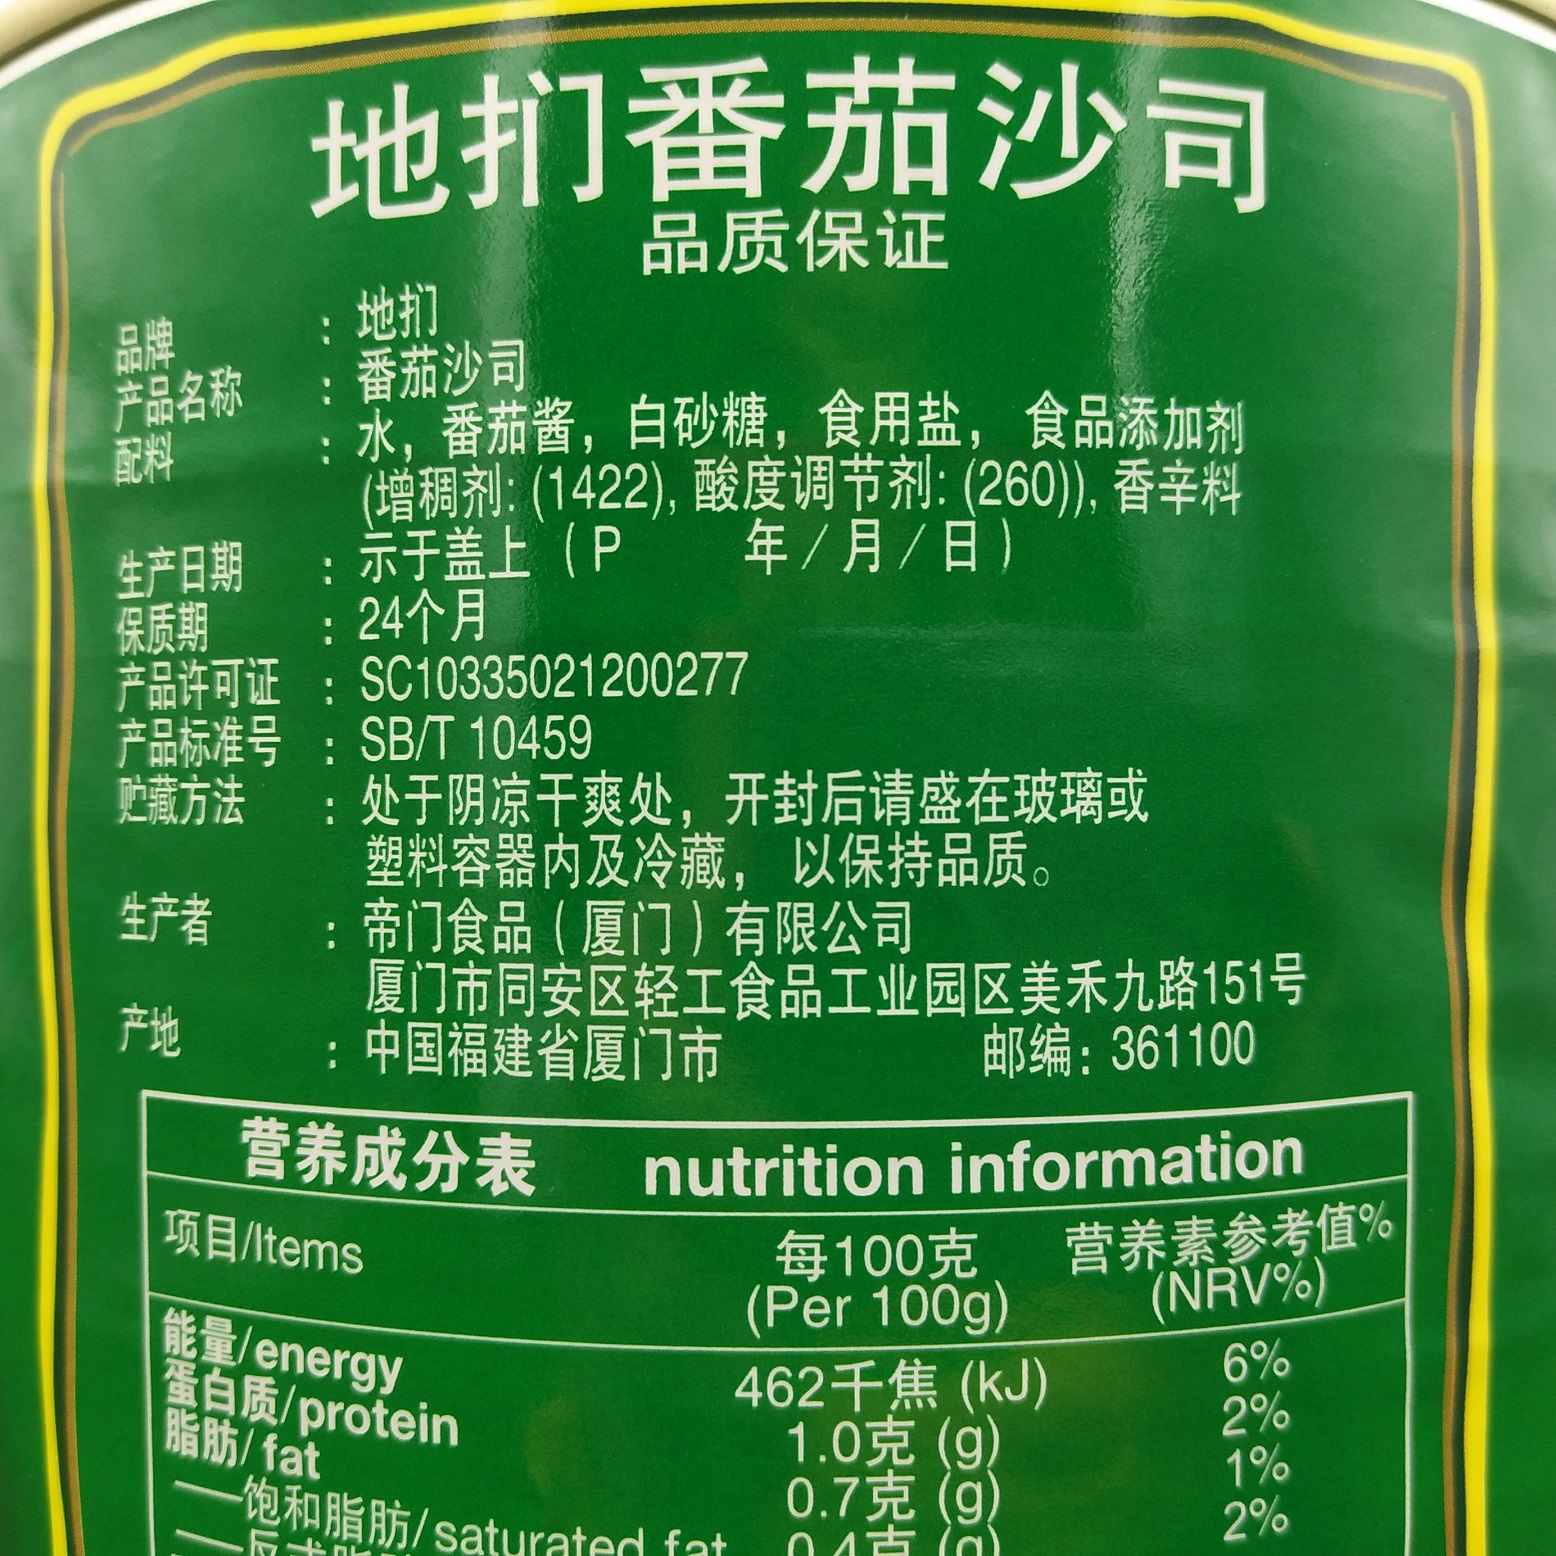 地扪番茄沙司
品质保证
品牌 : 地扪
产品名称 : 番茄沙司
配料 : 水，番茄酱，白砂糖，食用盐，食品添加剂
(增稠剂: (1422), 酸度调节剂: (260)), 香辛料
生产日期 : 示于盖上 (P 年/月/日)
保质期 : 24个月
产品许可证 : SC10335021200277
产品标准号 : SB/T 10459
贮藏方法 : 处于阴凉干爽处，开封后请盛在玻璃或
塑料容器内及冷藏，以保持品质。
生产者 : 帝门食品（厦门）有限公司
厦门市同安区轻工食品工业园区美禾九路151号
产地 : 中国福建省厦门市 邮编: 361100
营养成分表 nutrition information
项目/Items 每100克 (Per 100g) 营养素参考值% (NRV%)
能量/energy 462千焦 (kJ) 6%
蛋白质/protein 1.0克 (g) 2%
脂肪/fat 0.7克 (g) 1%
——饱和脂肪/saturated fat 0.4克 (g) 2%